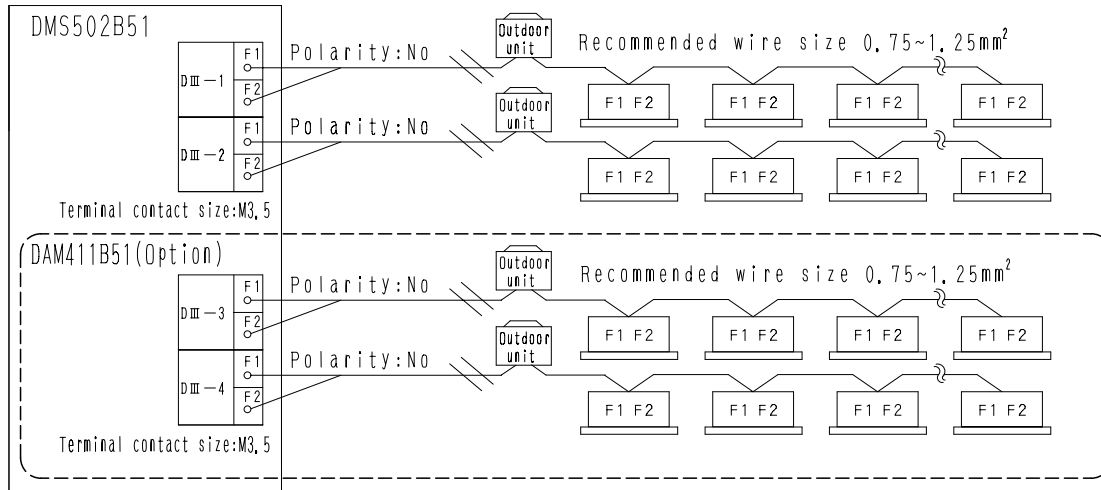 DMS502B51
DⅢ-1
F1
F2
Polarity:No
Outdoor unit
Recommended wire size 0.75~1.25mm²
F1 F2
F1 F2
F1 F2
F1 F2
DⅢ-2
F1
F2
Polarity:No
Outdoor unit
F1 F2
F1 F2
F1 F2
F1 F2
Terminal contact size:M3.5
DAM411B51(Option)
DⅢ-3
F1
F2
Polarity:No
Outdoor unit
Recommended wire size 0.75~1.25mm²
F1 F2
F1 F2
F1 F2
F1 F2
DⅢ-4
F1
F2
Polarity:No
Outdoor unit
F1 F2
F1 F2
F1 F2
F1 F2
Terminal contact size:M3.5